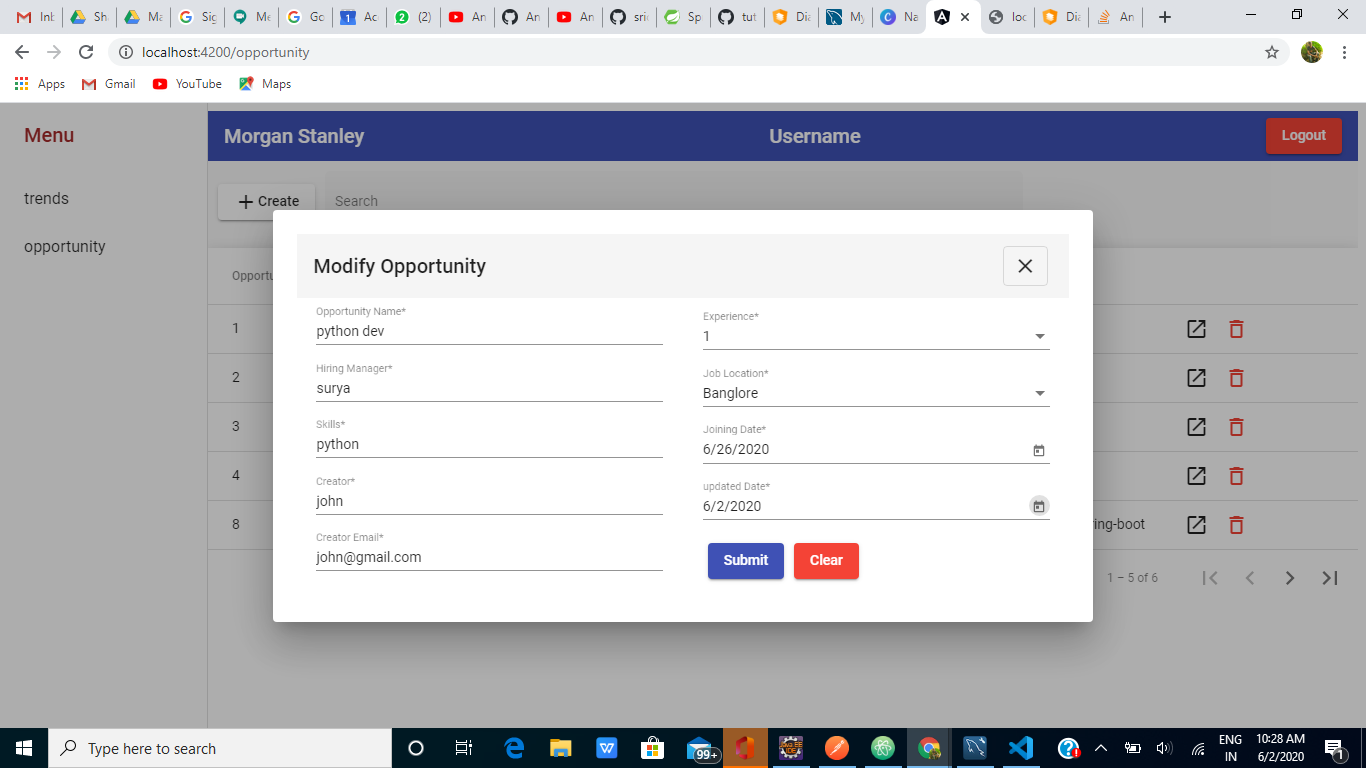 Inb Sh Ma Sig Me Go Ac (2) An An An sri Sp tut Dia My Na loc Dia An
localhost:4200/opportunity
Apps Gmail YouTube Maps
Menu
Morgan Stanley Username Logout
trends
Create Search
opportunity
Opportu
Modify Opportunity
Opportunity Name*
python dev
Experience*
1
Hiring Manager*
surya
Job Location*
Banglore
Skills*
python
Joining Date*
6/26/2020
Creator*
john
updated Date*
6/2/2020
Creator Email*
john@gmail.com
Submit Clear
1
2
3
4
8 ing-boot
1 – 5 of 6
Type here to search
99+
ENG
IN
10:28 AM
6/2/2020
1